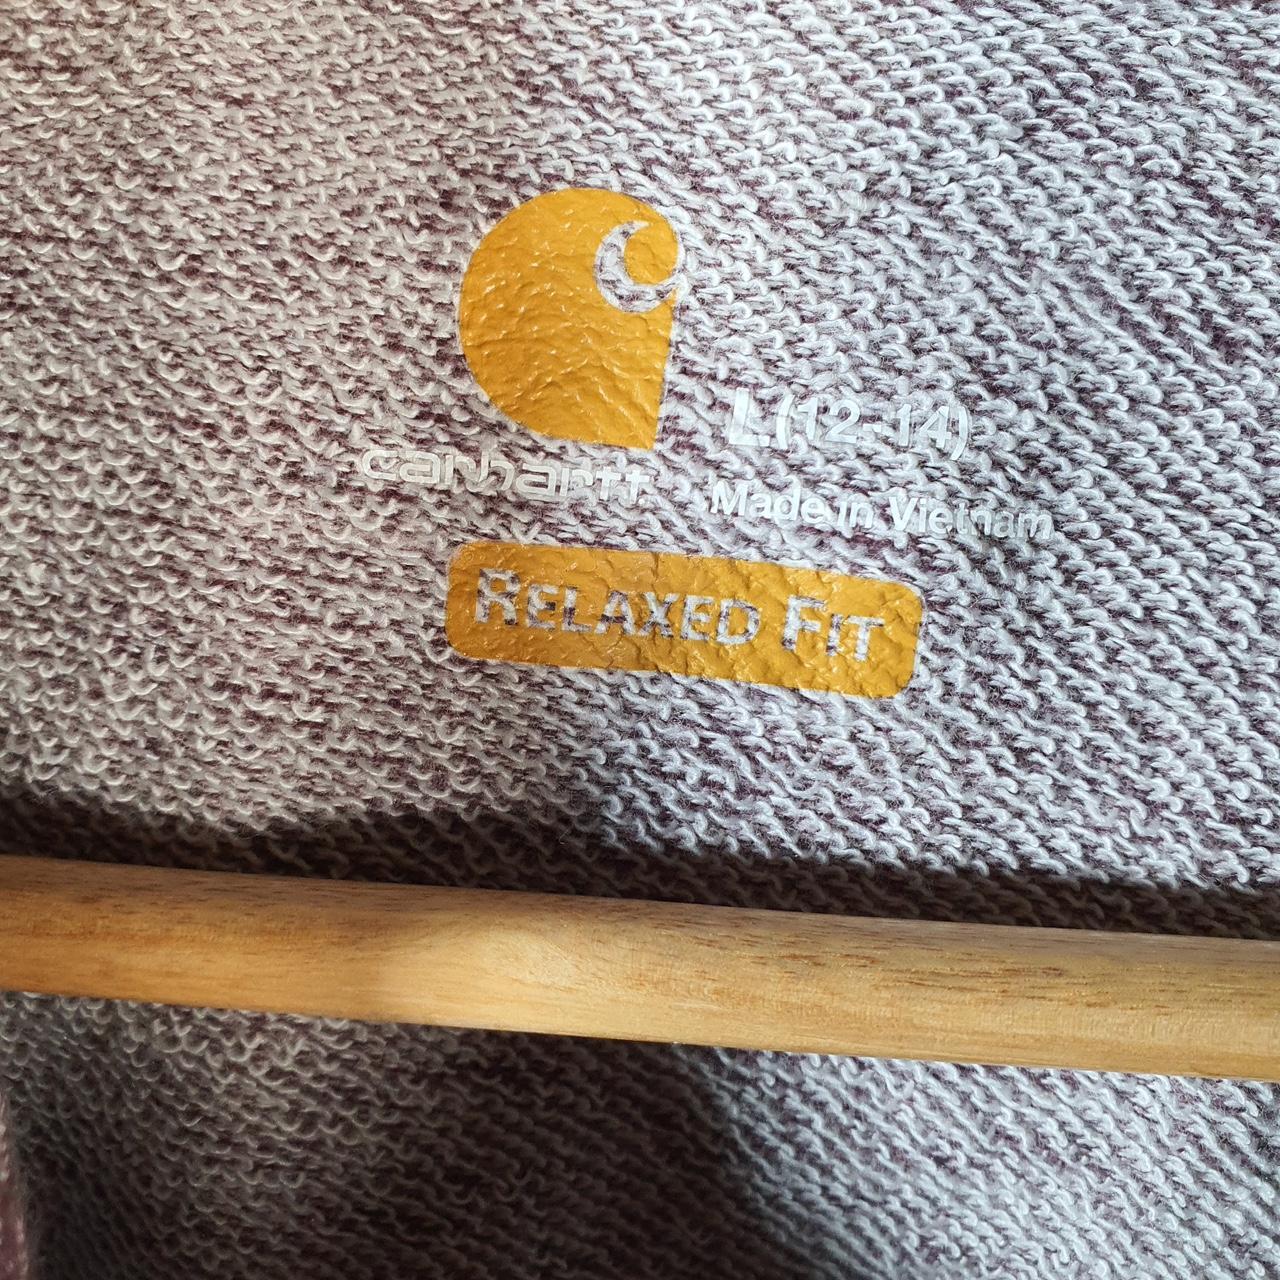 L (12-14)
carhartt
Made in Vietnam
RELAXED FIT